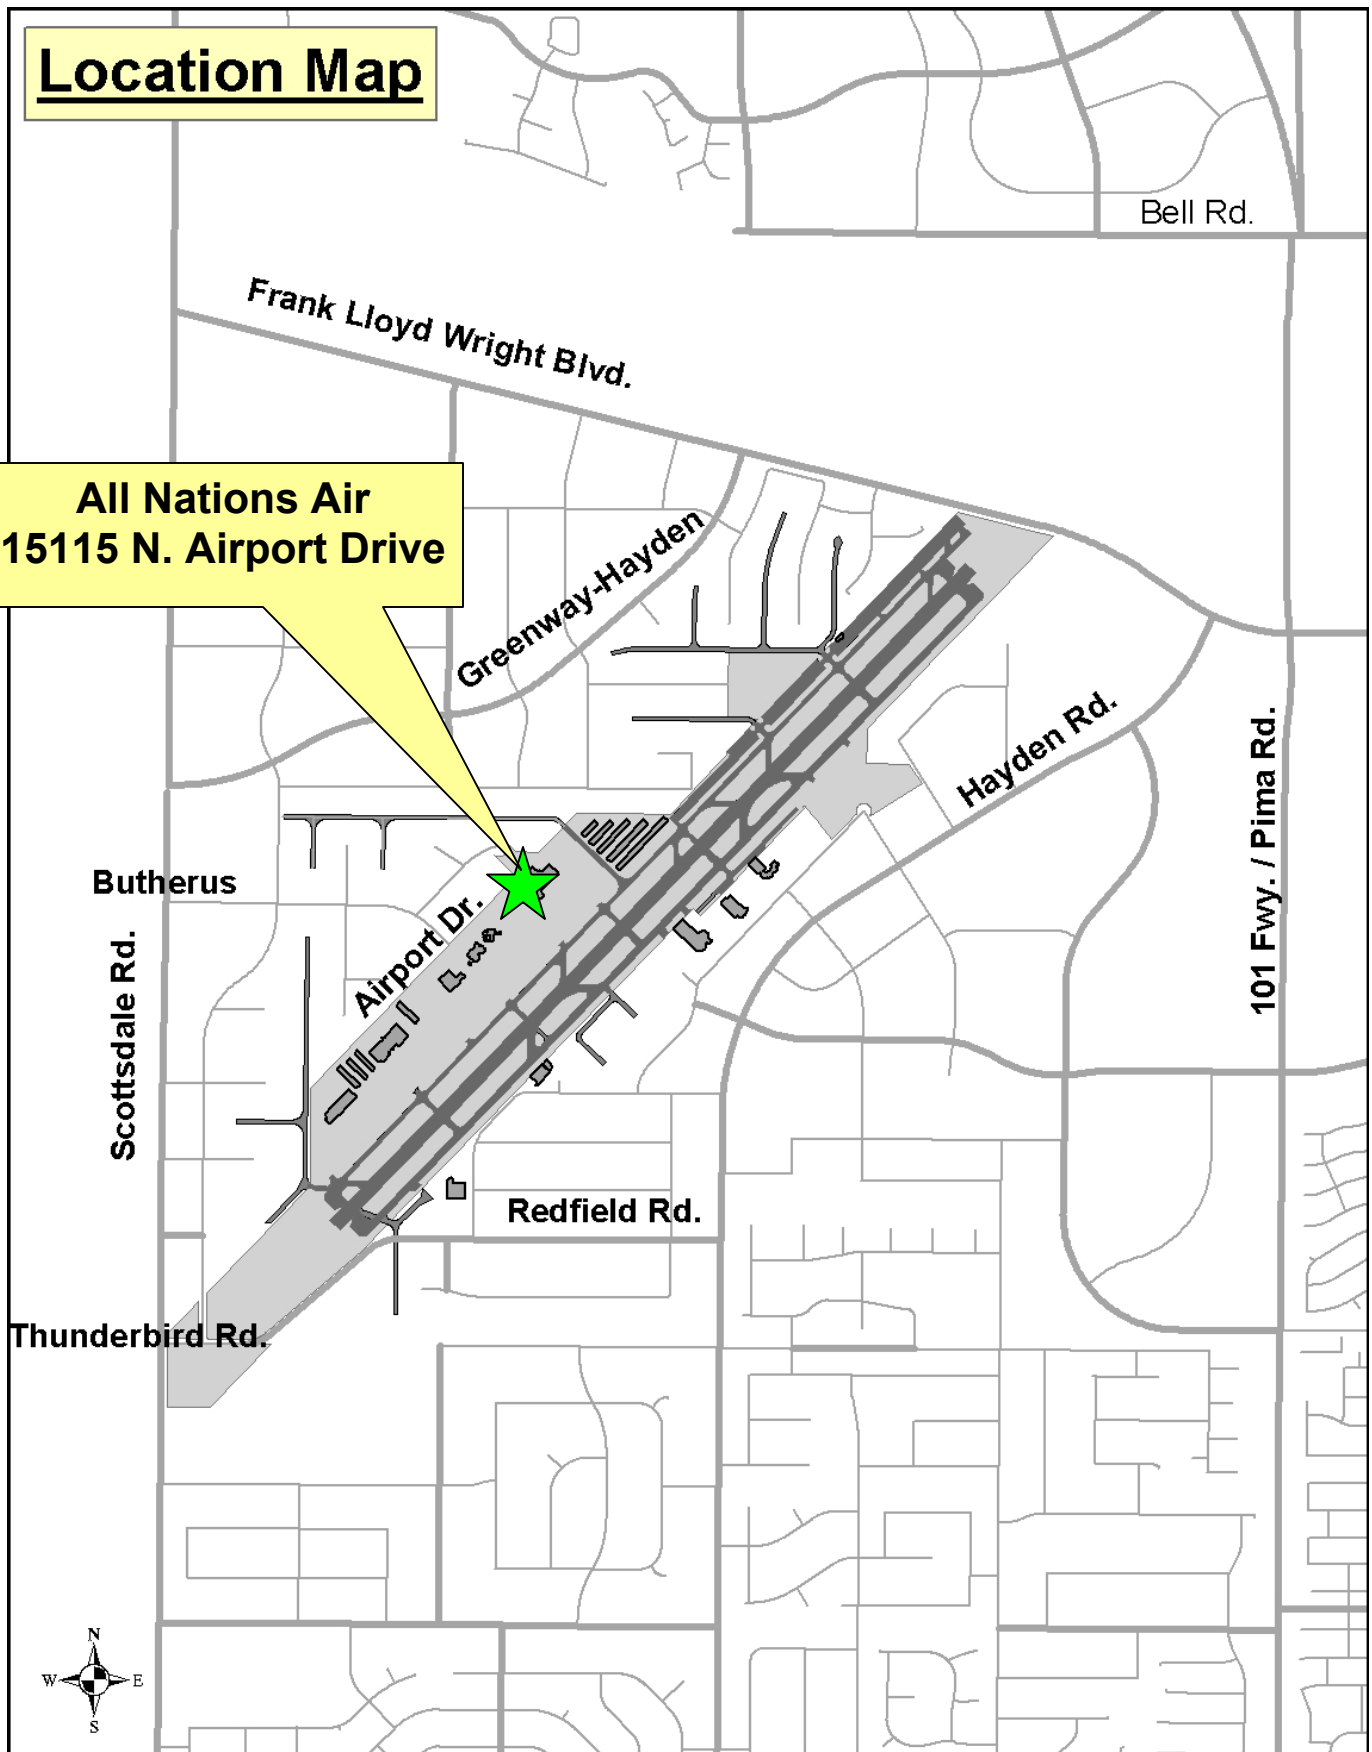 Location Map
Bell Rd.
Frank Lloyd Wright Blvd.
All Nations Air
15115 N. Airport Drive
Greenway-Hayden
Hayden Rd.
101 Fwy. / Pima Rd.
Butherus
Airport Dr.
Scottsdale Rd.
Redfield Rd.
Thunderbird Rd.
N
W E
S